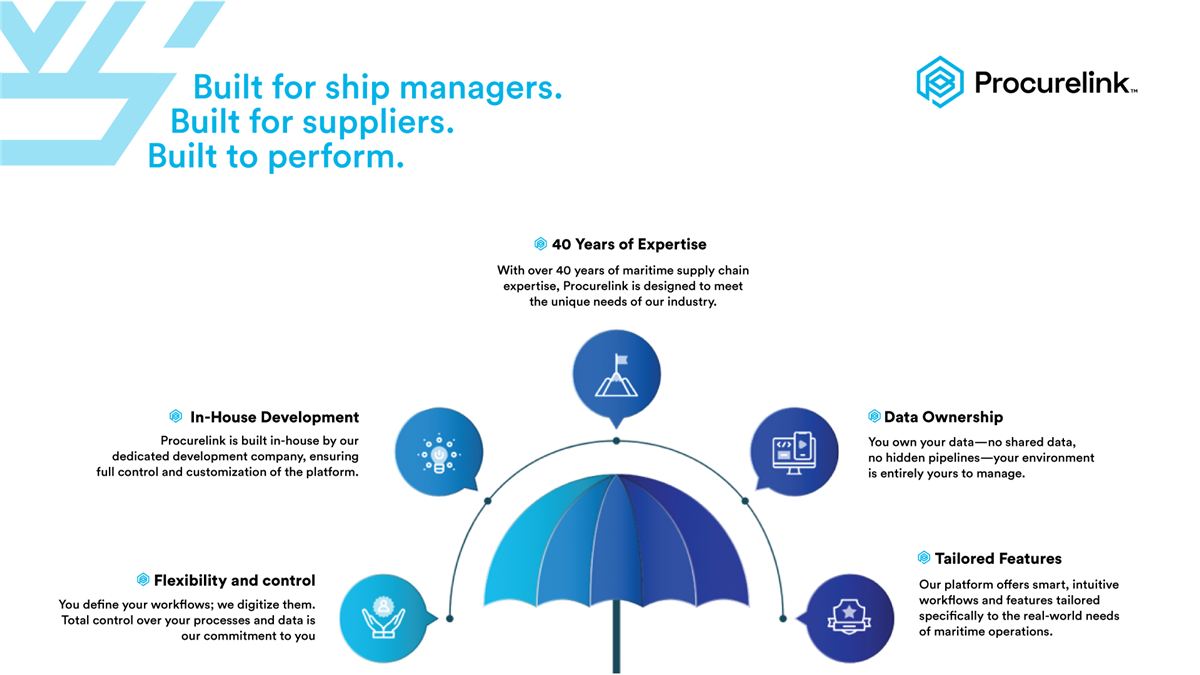 Built for ship managers.
Built for suppliers.
Built to perform.
Procurelink™
40 Years of Expertise
With over 40 years of maritime supply chain
expertise, Procurelink is designed to meet
the unique needs of our industry.
In-House Development
Procurelink is built in-house by our
dedicated development company, ensuring
full control and customization of the platform.
Data Ownership
You own your data—no shared data,
no hidden pipelines—your environment
is entirely yours to manage.
Flexibility and control
You define your workflows; we digitize them.
Total control over your processes and data is
our commitment to you
Tailored Features
Our platform offers smart, intuitive
workflows and features tailored
specifically to the real-world needs
of maritime operations.